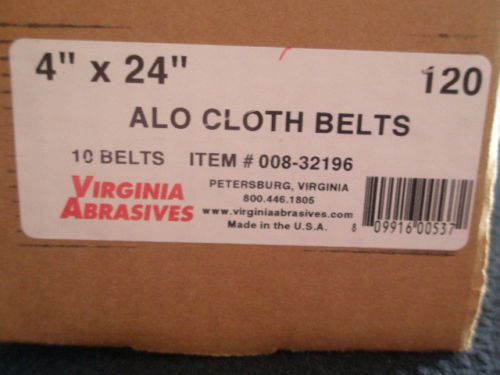 4" x 24" 120
ALO CLOTH BELTS
10 BELTS ITEM # 008-32196
VIRGINIA ABRASIVES
PETERSBURG, VIRGINIA
800.446.1805
www.virginiaabrasives.com
Made in the U.S.A.
8 09916 00537